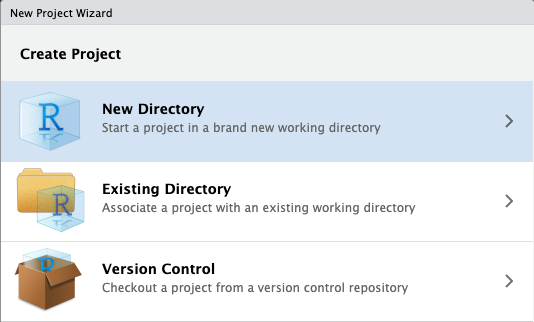 New Project Wizard
Create Project
R
New Directory
Start a project in a brand new working directory
R
Existing Directory
Associate a project with an existing working directory
R
Version Control
Checkout a project from a version control repository